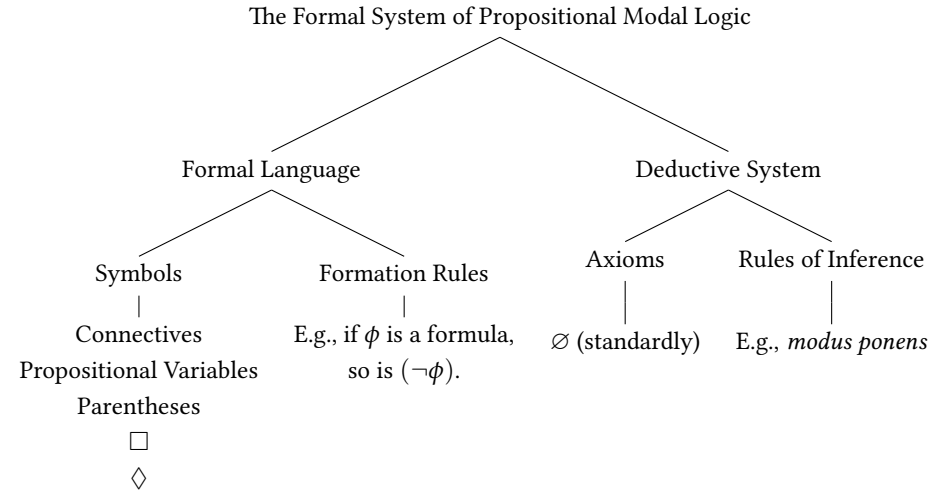 The Formal System of Propositional Modal Logic
Formal Language
Deductive System
Symbols
Formation Rules
Axioms
Rules of Inference
Connectives
Propositional Variables
Parentheses
□
◊
E.g., if ϕ is a formula,
so is (¬ϕ).
∅ (standardly)
E.g., modus ponens